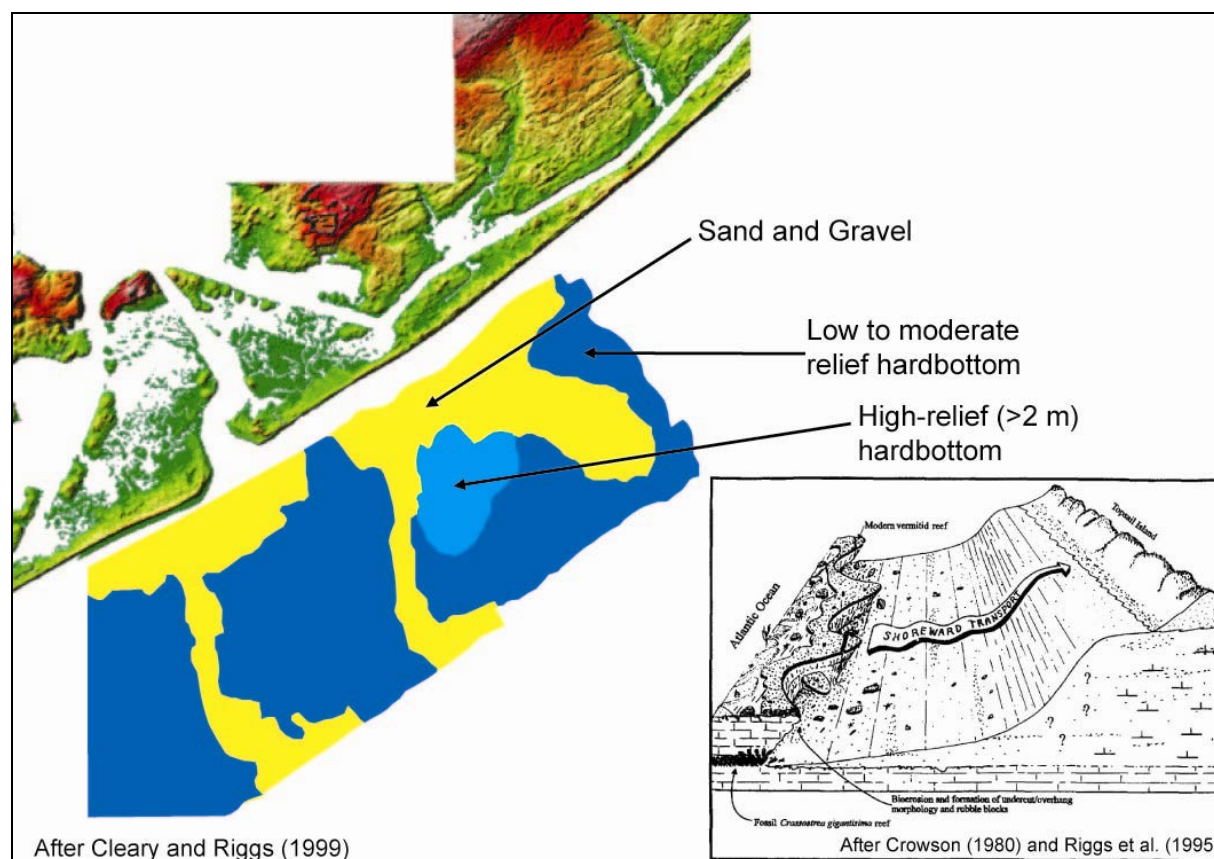 Sand and Gravel
Low to moderate
relief hardbottom
High-relief (>2 m)
hardbottom
Modern vermitid reef
Topsail Island
Atlantic Ocean
SHOREWARD TRANSPORT
?
?
?
?
?
Bioerosion and formation of undercut/overhang
morphology and rubble blocks
Fossil Crassostrea gigantisima reef
After Crowson (1980) and Riggs et al. (1995)
After Cleary and Riggs (1999)